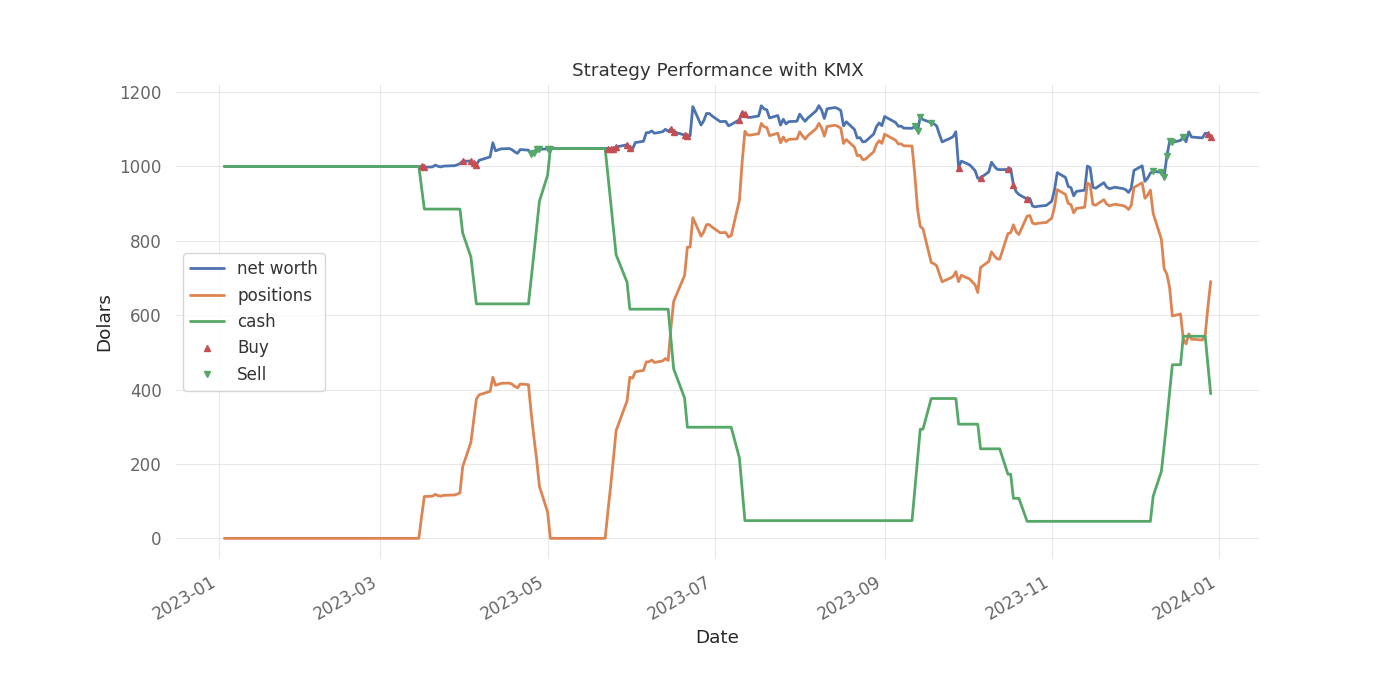 Strategy Performance with KMX
1200
1000
800
600
400
200
0
Dolars
net worth
positions
cash
Buy
Sell
2023-01
2023-03
2023-05
2023-07
2023-09
2023-11
2024-01
Date